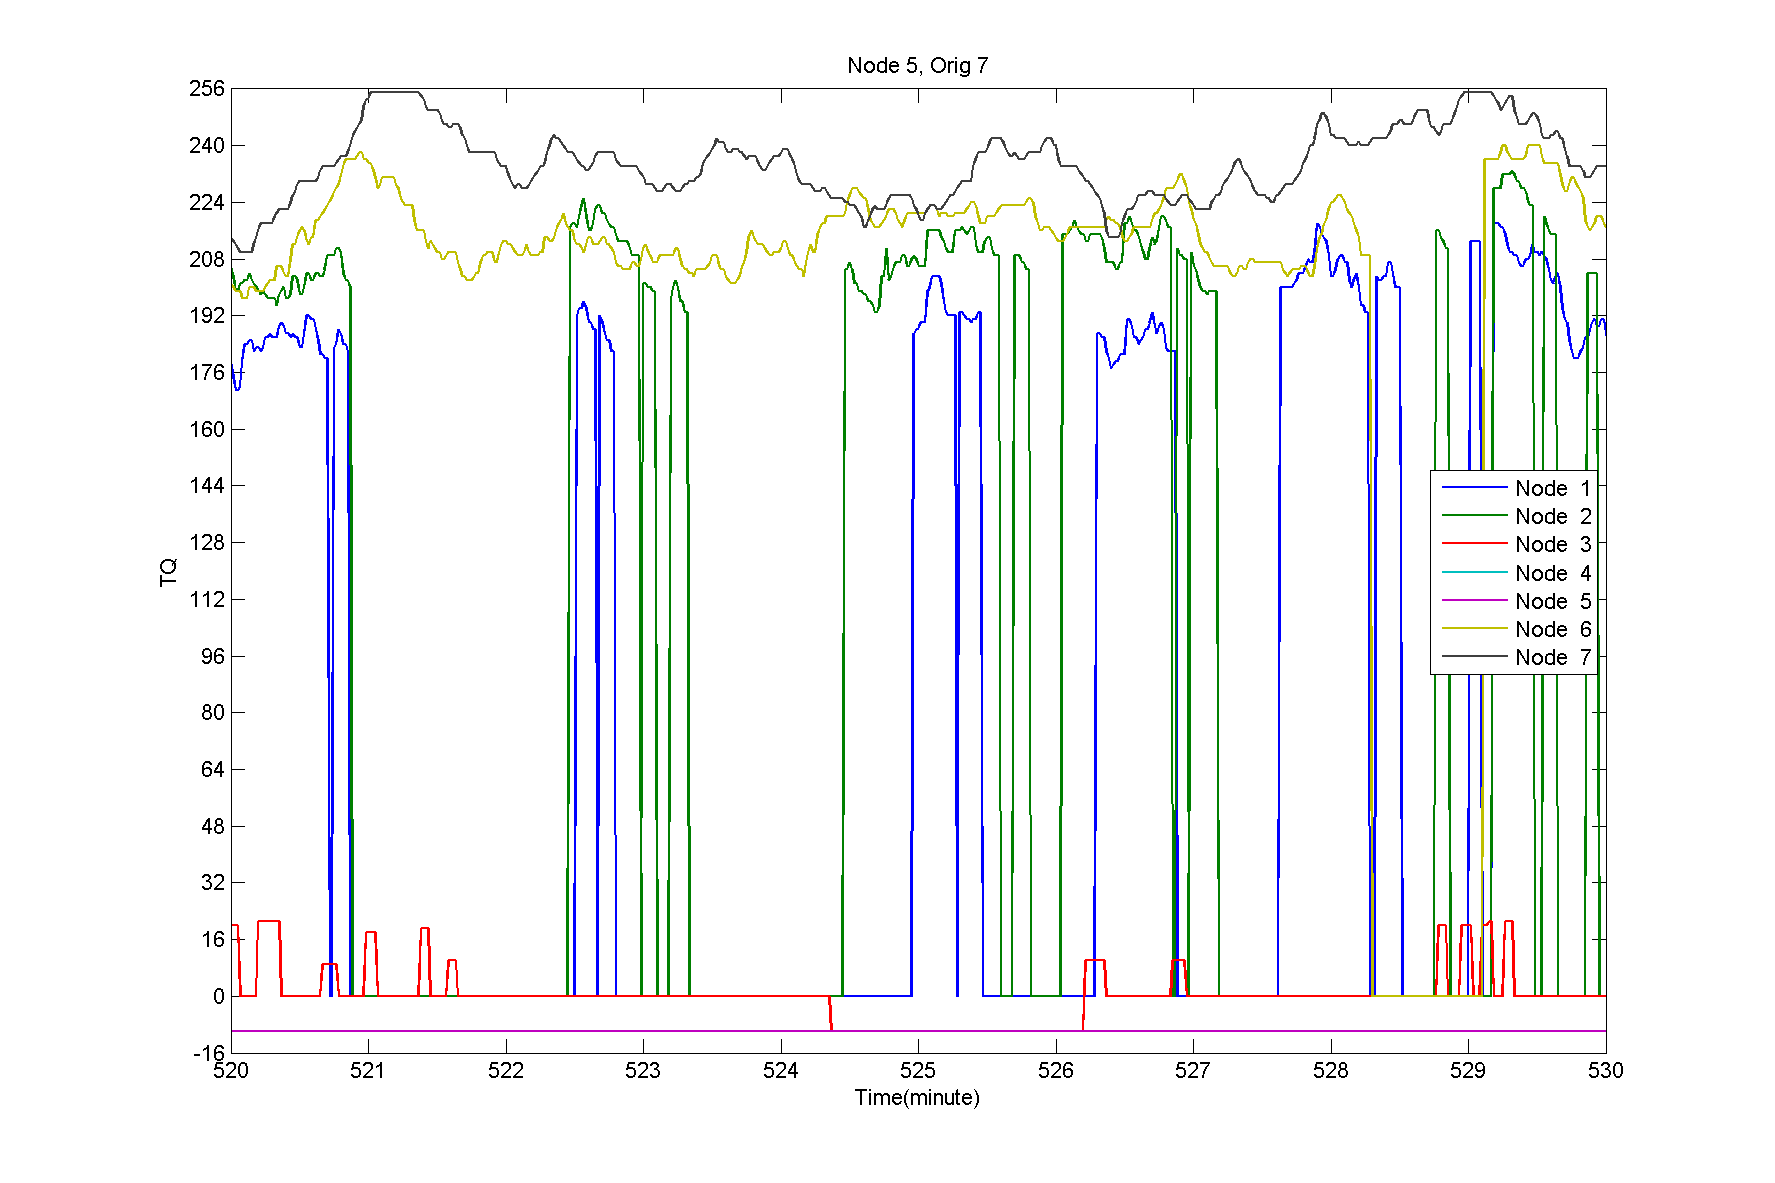 Node 5, Orig 7
256
240
224
208
192
176
160
144
128
112
96
80
64
48
32
16
0
-16
TQ
Node 1
Node 2
Node 3
Node 4
Node 5
Node 6
Node 7
520 521 522 523 524 525 526 527 528 529 530
Time(minute)